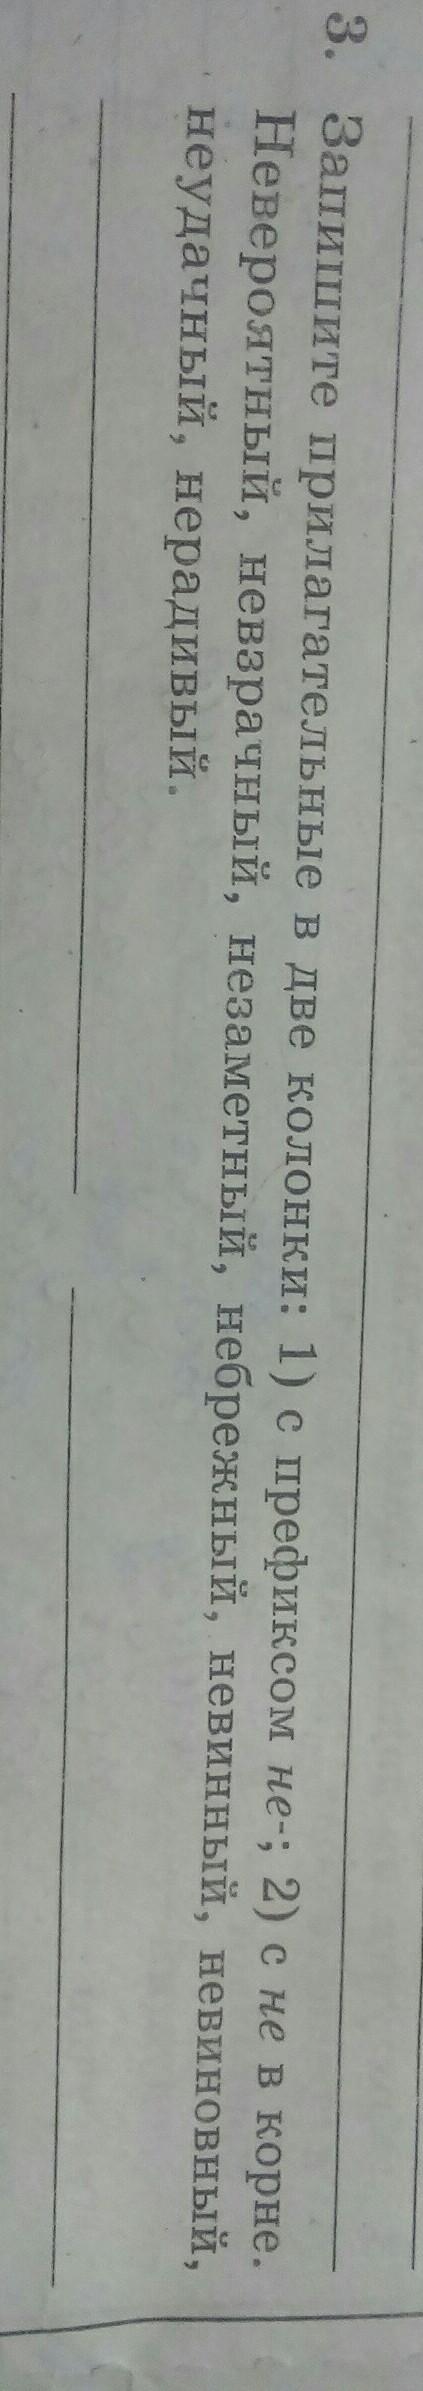 3. Запишите прилагательные в две колонки: 1) с префиксом не-; 2) с не в корне.
Невероятный, невзрачный, незаметный, небрежный, невинный, невиновный,
неудачный, нерадивый.